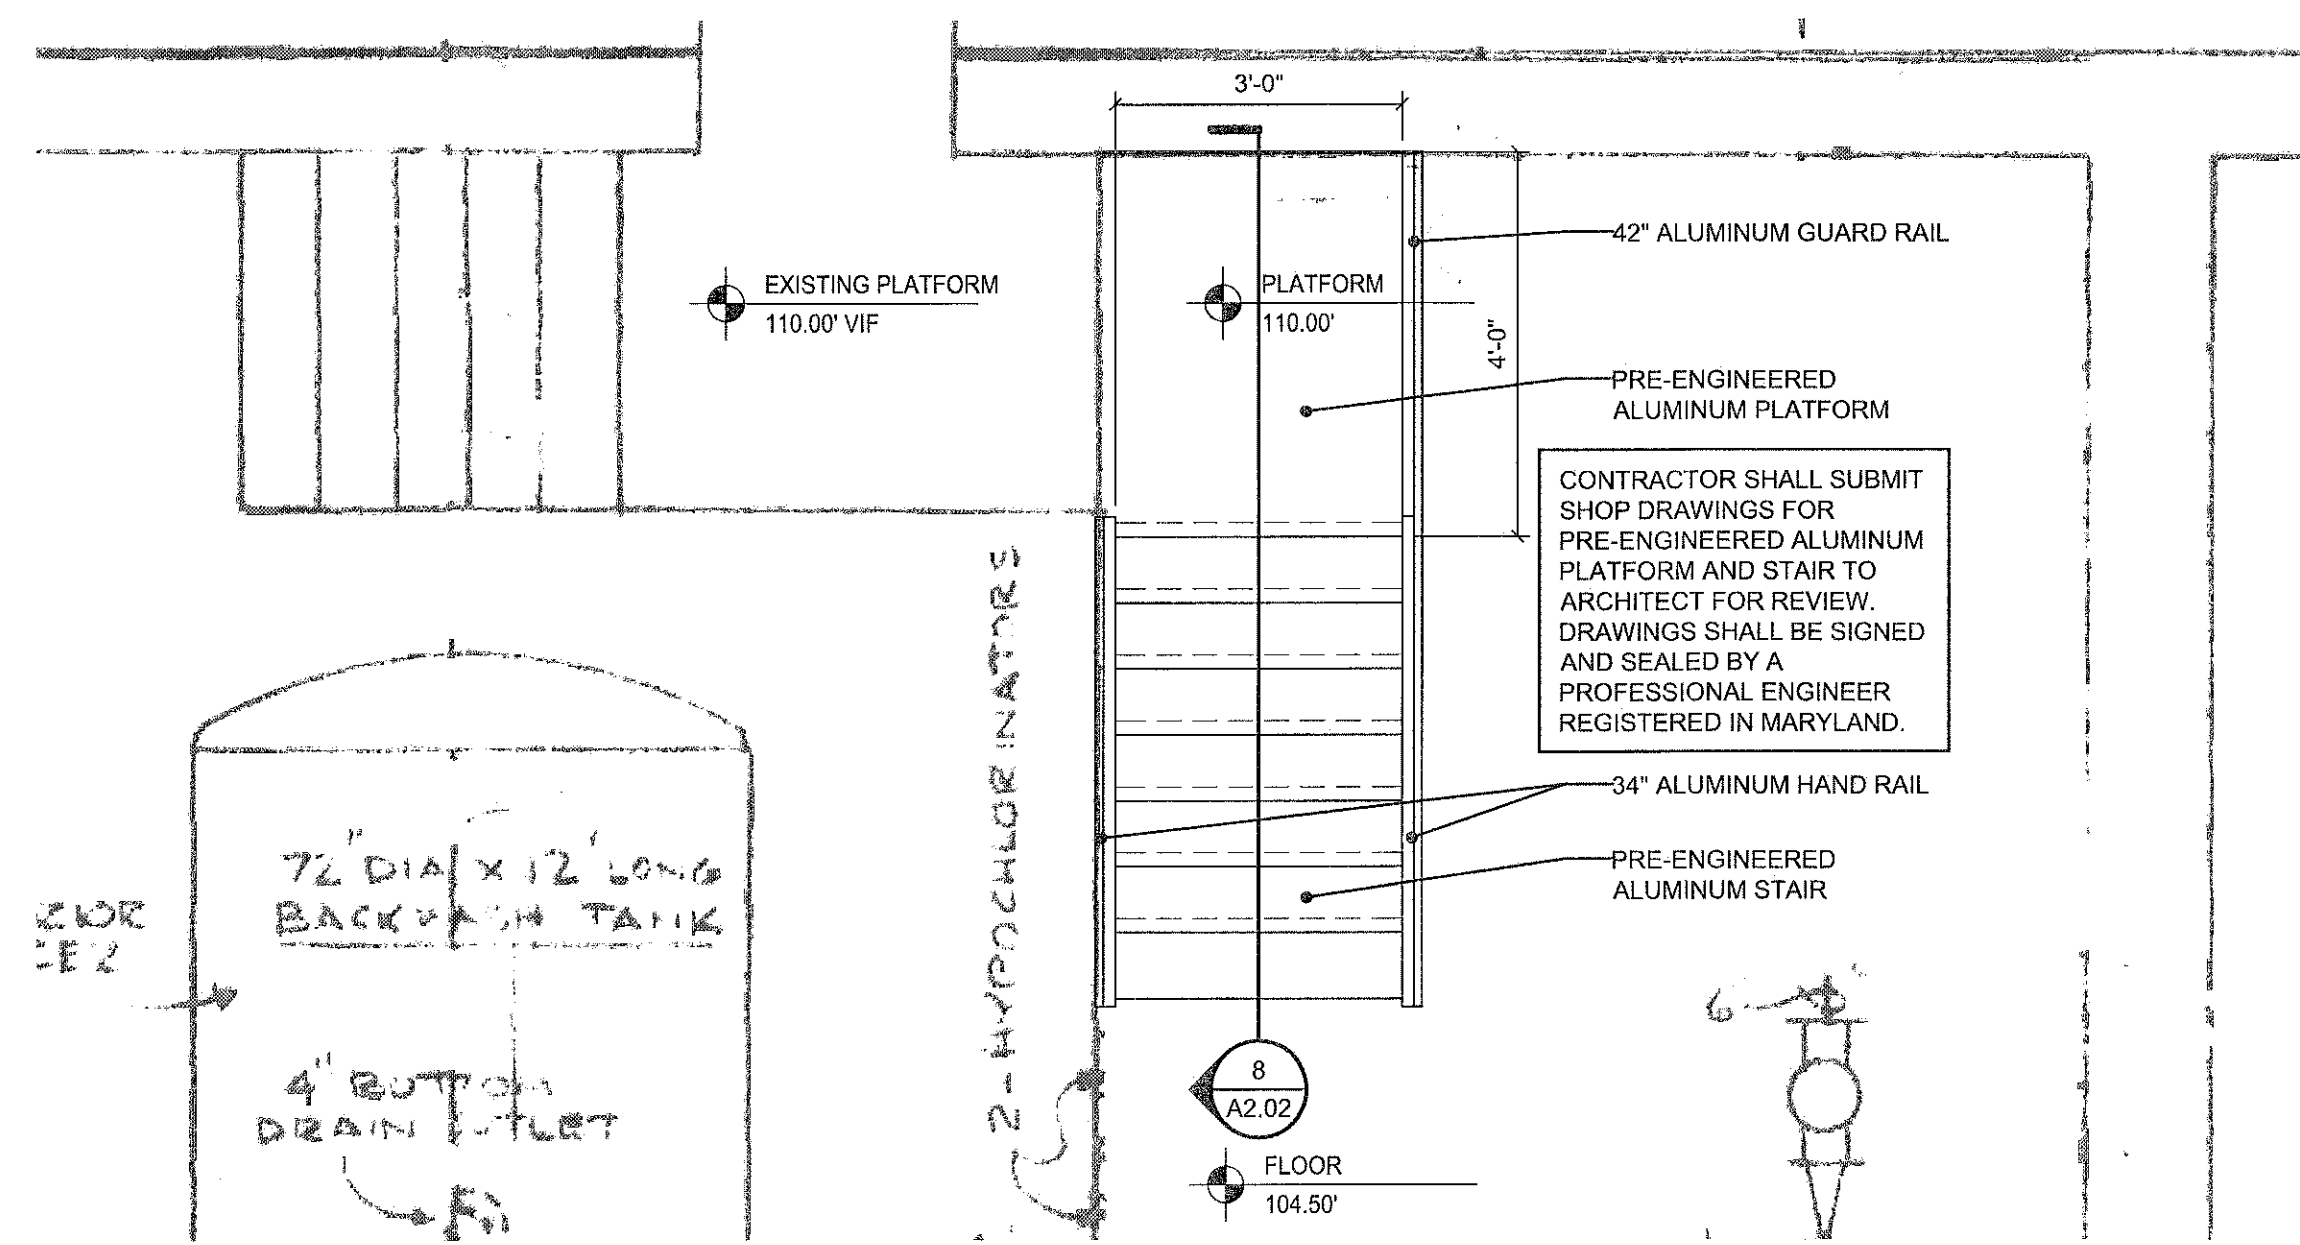 3'-0"
42" ALUMINUM GUARD RAIL
EXISTING PLATFORM
110.00' VIF
PLATFORM
110.00'
4'-0"
PRE-ENGINEERED
ALUMINUM PLATFORM
CONTRACTOR SHALL SUBMIT
SHOP DRAWINGS FOR
PRE-ENGINEERED ALUMINUM
PLATFORM AND STAIR TO
ARCHITECT FOR REVIEW.
DRAWINGS SHALL BE SIGNED
AND SEALED BY A
PROFESSIONAL ENGINEER
REGISTERED IN MARYLAND.
2-HYPOCHLORINATORS
34" ALUMINUM HAND RAIL
PRE-ENGINEERED
ALUMINUM STAIR
72" DIA x 12' LONG
BACKWASH TANK
4" BOTTOM
DRAIN OUTLET
8
A2.02
FLOOR
104.50'